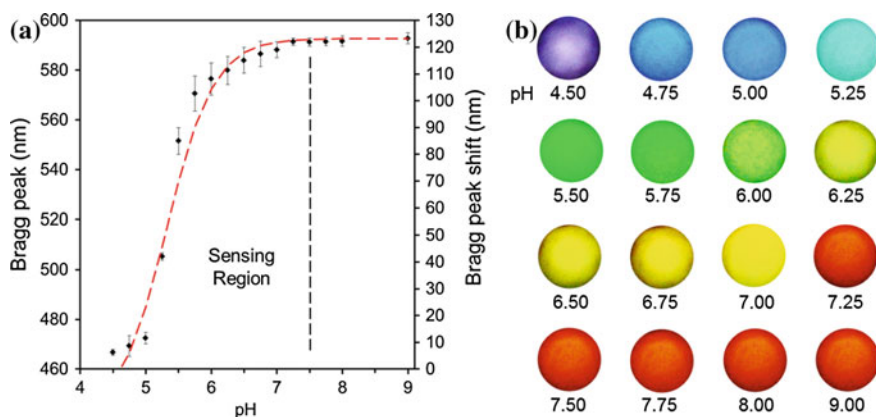 (a)
600
580
560
540
520
500
480
460
Bragg peak (nm)
130
120
110
100
90
80
70
60
50
40
30
20
10
0
Bragg peak shift (nm)
Sensing
Region
4 5 6 7 8 9
pH
(b)
pH 4.50 4.75 5.00 5.25
5.50 5.75 6.00 6.25
6.50 6.75 7.00 7.25
7.50 7.75 8.00 9.00